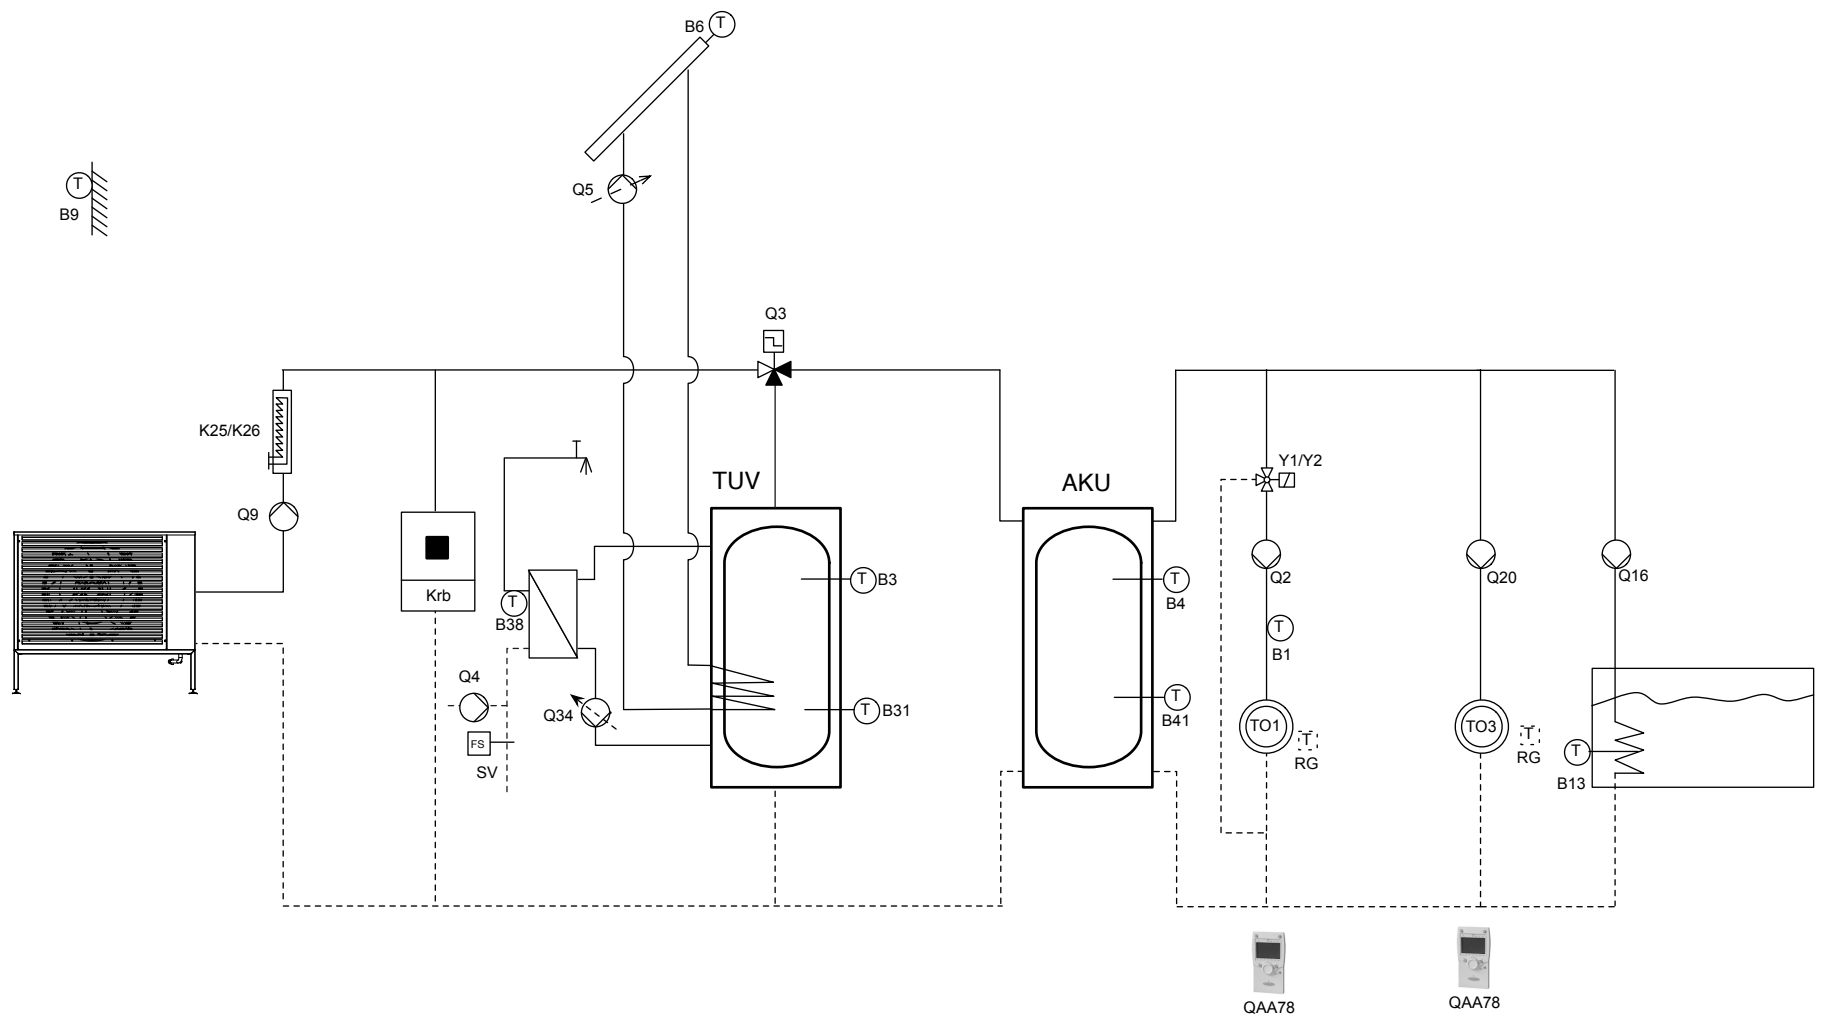 B6
T
T
B9
Q5
Q3
K25/K26
Q9
Krb
TUV
AKU
Y1/Y2
T
B38
T
B3
T
B4
Q2
Q20
Q16
T
B1
Q4
Q34
FS
SV
T
B31
T
B41
TO1
T
RG
TO3
T
RG
T
B13
QAA78
QAA78